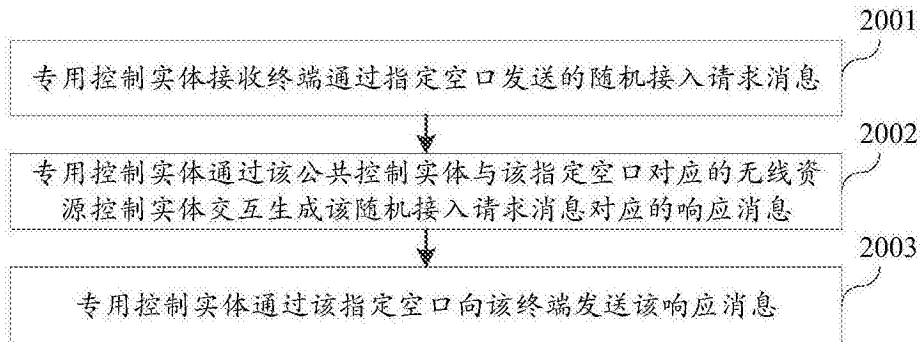 2001
专用控制实体接收终端通过指定空口发送的随机接入请求消息
2002
专用控制实体通过该公共控制实体与该指定空口对应的无线资
源控制实体交互生成该随机接入请求消息对应的响应消息
2003
专用控制实体通过该指定空口向该终端发送该响应消息